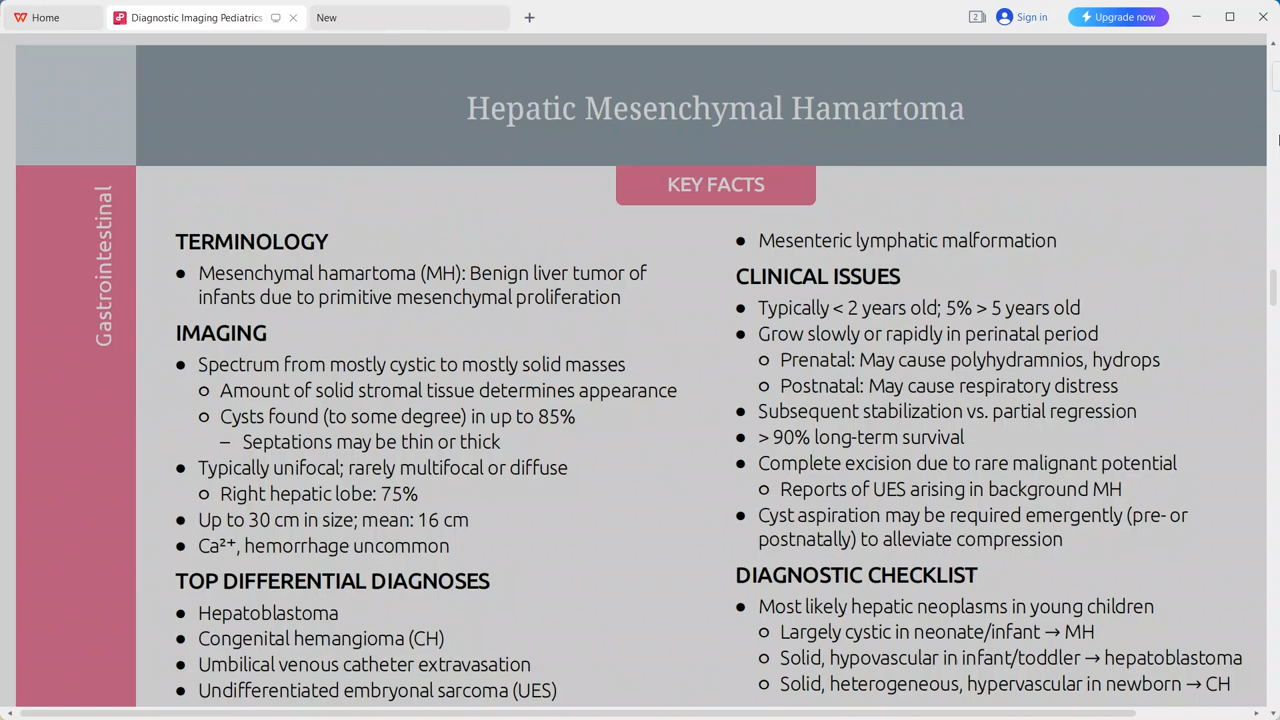 Home
Diagnostic Imaging Pediatrics
New
2
Sign in
Upgrade now
Hepatic Mesenchymal Hamartoma
Gastrointestinal
KEY FACTS
TERMINOLOGY
● Mesenchymal hamartoma (MH): Benign liver tumor of
infants due to primitive mesenchymal proliferation
IMAGING
● Spectrum from mostly cystic to mostly solid masses
○ Amount of solid stromal tissue determines appearance
○ Cysts found (to some degree) in up to 85%
– Septations may be thin or thick
● Typically unifocal; rarely multifocal or diffuse
○ Right hepatic lobe: 75%
● Up to 30 cm in size; mean: 16 cm
● Ca²⁺, hemorrhage uncommon
TOP DIFFERENTIAL DIAGNOSES
● Hepatoblastoma
● Congenital hemangioma (CH)
● Umbilical venous catheter extravasation
● Undifferentiated embryonal sarcoma (UES)
● Mesenteric lymphatic malformation
CLINICAL ISSUES
● Typically < 2 years old; 5% > 5 years old
● Grow slowly or rapidly in perinatal period
○ Prenatal: May cause polyhydramnios, hydrops
○ Postnatal: May cause respiratory distress
● Subsequent stabilization vs. partial regression
● > 90% long-term survival
● Complete excision due to rare malignant potential
○ Reports of UES arising in background MH
● Cyst aspiration may be required emergently (pre- or
postnatally) to alleviate compression
DIAGNOSTIC CHECKLIST
● Most likely hepatic neoplasms in young children
○ Largely cystic in neonate/infant → MH
○ Solid, hypovascular in infant/toddler → hepatoblastoma
○ Solid, heterogeneous, hypervascular in newborn → CH